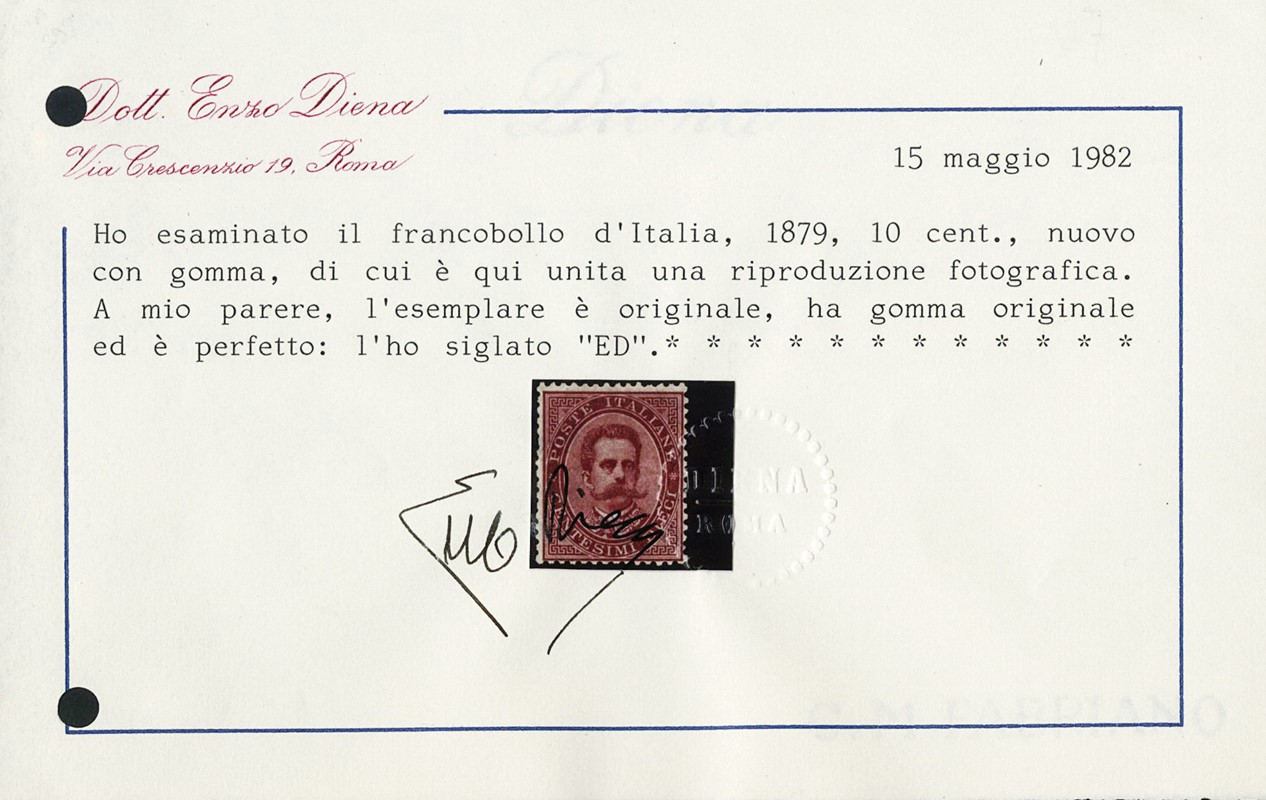 Dott. Enzo Diena
Via Crescenzio 19, Roma
15 maggio 1982
Ho esaminato il francobollo d'Italia, 1879, 10 cent., nuovo
con gomma, di cui è qui unita una riproduzione fotografica.
A mio parere, l'esemplare è originale, ha gomma originale
ed è perfetto: l'ho siglato "ED".* * * * * * * * * * * *
POSTE ITALIANE
Enzo Diena
DIENA
ROMA